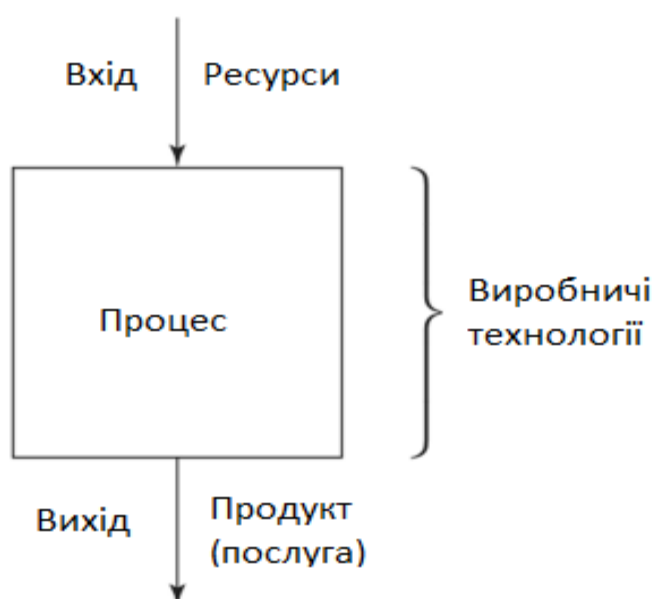 Вхід Ресурси
Процес
Виробничі
технології
Вихід
Продукт
(послуга)